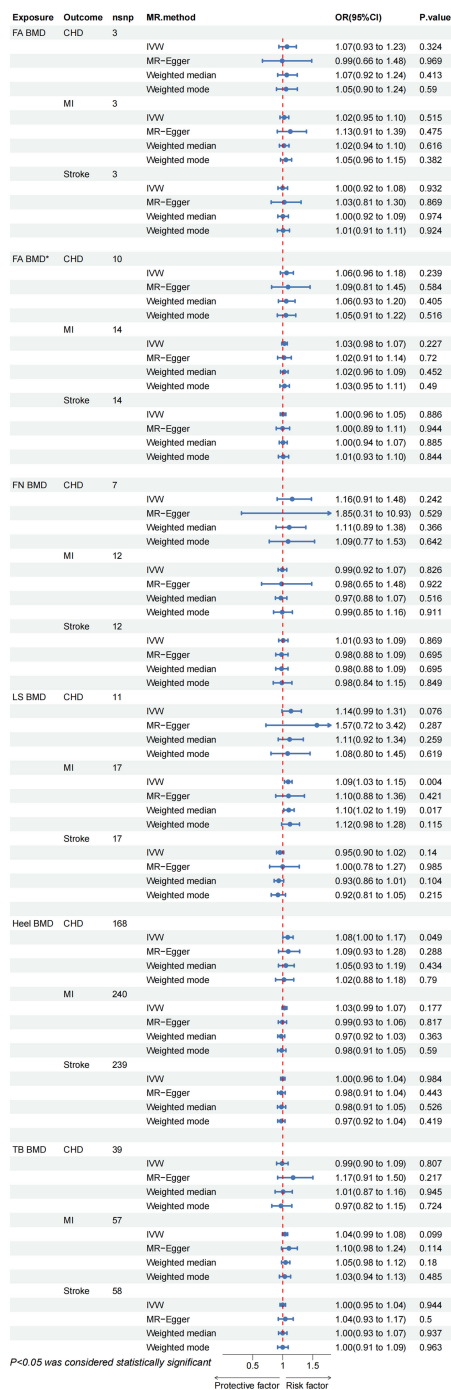 Exposure Outcome nsnp MR.method OR(95%CI) P.value
FA BMD CHD 3
IVW 1.07(0.93 to 1.23) 0.324
MR−Egger 0.99(0.66 to 1.48) 0.969
Weighted median 1.07(0.92 to 1.24) 0.413
Weighted mode 1.05(0.90 to 1.24) 0.59
MI 3
IVW 1.02(0.95 to 1.10) 0.515
MR−Egger 1.13(0.91 to 1.39) 0.475
Weighted median 1.02(0.94 to 1.10) 0.616
Weighted mode 1.05(0.96 to 1.15) 0.382
Stroke 3
IVW 1.00(0.92 to 1.08) 0.932
MR−Egger 1.03(0.81 to 1.30) 0.869
Weighted median 1.00(0.92 to 1.09) 0.974
Weighted mode 1.01(0.91 to 1.11) 0.924
FA BMD* CHD 10
IVW 1.06(0.96 to 1.18) 0.239
MR−Egger 1.09(0.81 to 1.45) 0.584
Weighted median 1.06(0.93 to 1.20) 0.405
Weighted mode 1.05(0.91 to 1.22) 0.516
MI 14
IVW 1.03(0.98 to 1.07) 0.227
MR−Egger 1.02(0.91 to 1.14) 0.72
Weighted median 1.02(0.96 to 1.09) 0.452
Weighted mode 1.03(0.95 to 1.11) 0.49
Stroke 14
IVW 1.00(0.96 to 1.05) 0.886
MR−Egger 1.00(0.89 to 1.11) 0.944
Weighted median 1.00(0.94 to 1.07) 0.885
Weighted mode 1.01(0.93 to 1.10) 0.844
FN BMD CHD 7
IVW 1.16(0.91 to 1.48) 0.242
MR−Egger 1.85(0.31 to 10.93) 0.529
Weighted median 1.11(0.89 to 1.38) 0.366
Weighted mode 1.09(0.77 to 1.53) 0.642
MI 12
IVW 0.99(0.92 to 1.07) 0.826
MR−Egger 0.98(0.65 to 1.48) 0.922
Weighted median 0.97(0.88 to 1.07) 0.516
Weighted mode 0.99(0.85 to 1.16) 0.911
Stroke 12
IVW 1.01(0.93 to 1.09) 0.869
MR−Egger 0.98(0.88 to 1.09) 0.695
Weighted median 0.98(0.88 to 1.09) 0.695
Weighted mode 0.98(0.84 to 1.15) 0.849
LS BMD CHD 11
IVW 1.14(0.99 to 1.31) 0.076
MR−Egger 1.57(0.72 to 3.42) 0.287
Weighted median 1.11(0.92 to 1.34) 0.259
Weighted mode 1.08(0.80 to 1.45) 0.619
MI 17
IVW 1.09(1.03 to 1.15) 0.004
MR−Egger 1.10(0.88 to 1.36) 0.421
Weighted median 1.10(1.02 to 1.19) 0.017
Weighted mode 1.12(0.98 to 1.28) 0.115
Stroke 17
IVW 0.95(0.90 to 1.02) 0.14
MR−Egger 1.00(0.78 to 1.27) 0.985
Weighted median 0.93(0.86 to 1.01) 0.104
Weighted mode 0.92(0.81 to 1.05) 0.215
Heel BMD CHD 168
IVW 1.08(1.00 to 1.17) 0.049
MR−Egger 1.09(0.93 to 1.28) 0.288
Weighted median 1.05(0.93 to 1.19) 0.434
Weighted mode 1.02(0.88 to 1.18) 0.79
MI 240
IVW 1.03(0.99 to 1.07) 0.177
MR−Egger 0.99(0.93 to 1.06) 0.817
Weighted median 0.97(0.92 to 1.03) 0.363
Weighted mode 0.98(0.91 to 1.05) 0.59
Stroke 239
IVW 1.00(0.96 to 1.04) 0.984
MR−Egger 0.98(0.91 to 1.04) 0.443
Weighted median 0.98(0.91 to 1.05) 0.526
Weighted mode 0.97(0.92 to 1.04) 0.419
TB BMD CHD 39
IVW 0.99(0.90 to 1.09) 0.807
MR−Egger 1.17(0.91 to 1.50) 0.217
Weighted median 1.01(0.87 to 1.16) 0.945
Weighted mode 0.97(0.82 to 1.15) 0.724
MI 57
IVW 1.04(0.99 to 1.08) 0.099
MR−Egger 1.10(0.98 to 1.24) 0.114
Weighted median 1.05(0.98 to 1.12) 0.18
Weighted mode 1.03(0.94 to 1.13) 0.485
Stroke 58
IVW 1.00(0.95 to 1.04) 0.944
MR−Egger 1.04(0.93 to 1.17) 0.5
Weighted median 1.00(0.93 to 1.07) 0.937
Weighted mode 1.00(0.91 to 1.09) 0.963
P<0.05 was considered statistically significant
0.5 1 1.5
Protective factor Risk factor